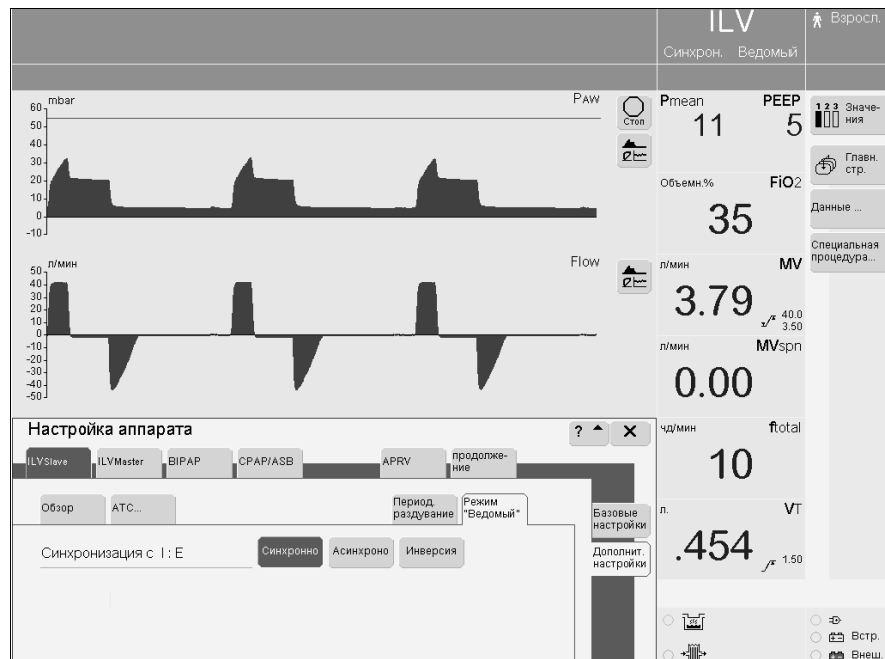 ILV
Взросл.
Синхрон. Ведомый
mbar
Paw
60
50
40
30
20
10
0
-10
Стоп
Pmean PEEP
11 5
1 2 3 Значе-
ния
Главн.
стр.
Объемн.% FiO2
35
Данные ...
Специальная
процедура...
л/мин
Flow
50
40
30
20
10
0
-10
-20
-30
-40
-50
л/мин MV
3.79
40.0
3.50
л/мин MVspn
0.00
Настройка аппарата
?
X
ILVSlave
ILVMaster
BIPAP
CPAP/ASB
APRV
продолже-
ние
чд/мин ftotal
10
Обзор
АТС...
Период.
раздувание
Режим
"Ведомый"
Базовые
настройки
Дополнит.
настройки
Синхронизация с I : E
Синхронно
Асинхроно
Инверсия
л. VT
.454
1.50
Встр.
Внеш.